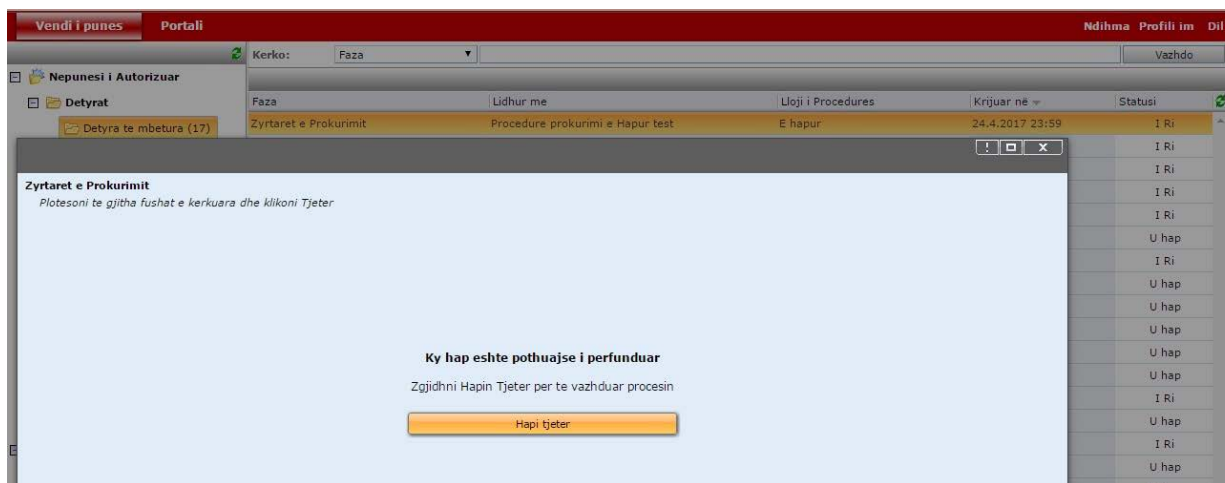 Vendi i punes Portali Ndihma Profili im Dil
Kerko: Faza Vazhdo
Nepunesi i Autorizuar
Detyrat Faza Lidhur me Lloji i Procedures Krijuar në Statusi
Detyra te mbetura (17) Zyrtaret e Prokurimit Procedure prokurimi e Hapur test E hapur 24.4.2017 23:59 I Ri
! X I Ri
I Ri
Zyrtaret e Prokurimit I Ri
Plotesoni te gjitha fushat e kerkuara dhe klikoni Tjeter
I Ri
U hap
I Ri
U hap
U hap
U hap
Ky hap eshte pothuajse i perfunduar U hap
Zgjidhni Hapin Tjeter per te vazhduar procesin U hap
I Ri
Hapi tjeter U hap
I Ri
U hap